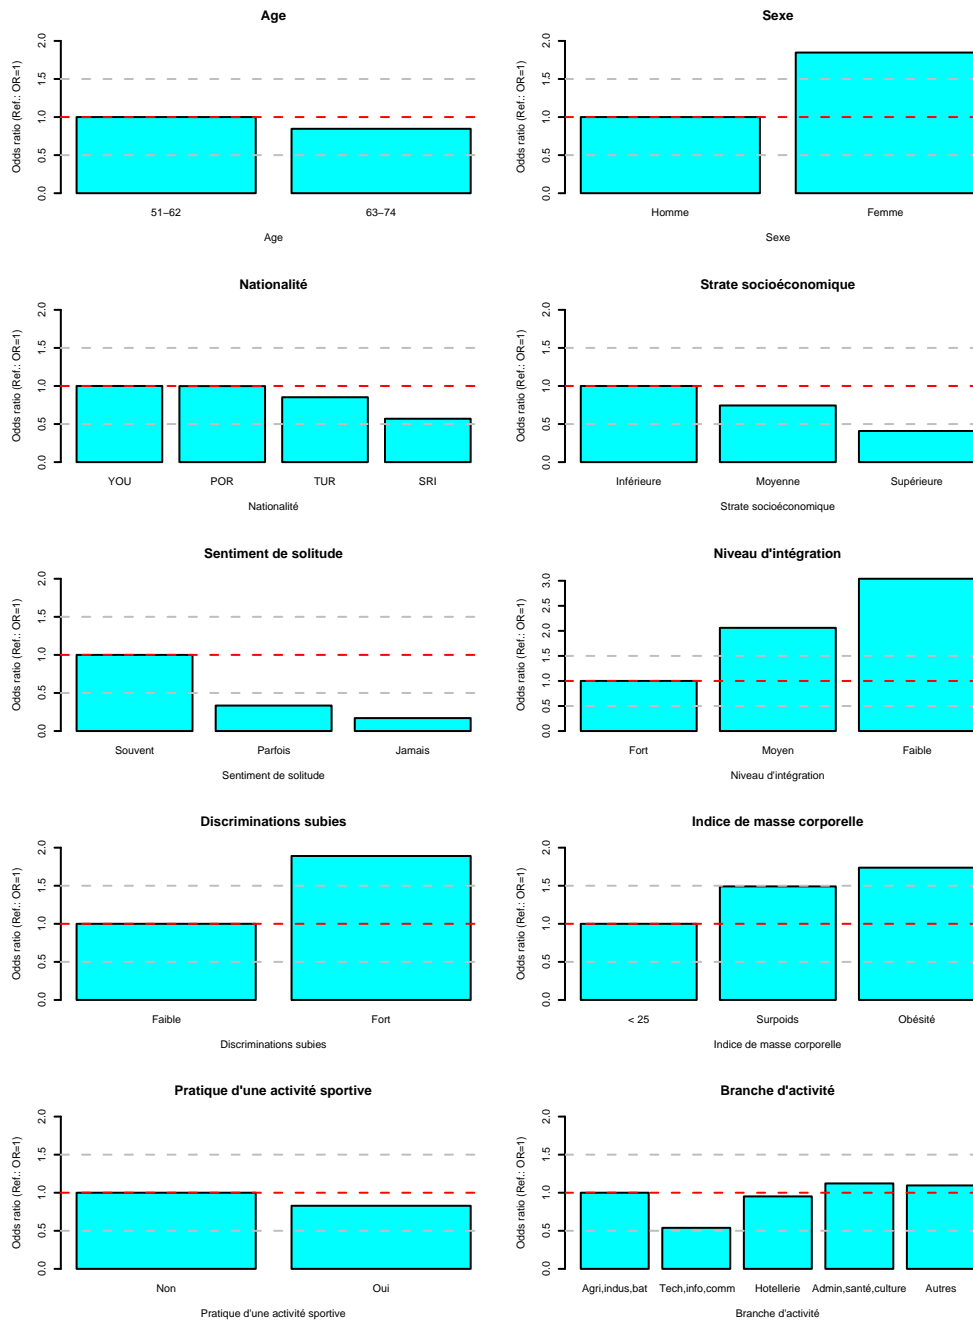 Age
Odds ratio (Ref.: OR=1)
0.0 0.5 1.0 1.5 2.0
51–62 63–74
Age
Sexe
Odds ratio (Ref.: OR=1)
0.0 0.5 1.0 1.5 2.0
Homme Femme
Sexe
Nationalité
Odds ratio (Ref.: OR=1)
0.0 0.5 1.0 1.5 2.0
YOU POR TUR SRI
Nationalité
Strate socioéconomique
Odds ratio (Ref.: OR=1)
0.0 0.5 1.0 1.5 2.0
Inférieure Moyenne Supérieure
Strate socioéconomique
Sentiment de solitude
Odds ratio (Ref.: OR=1)
0.0 0.5 1.0 1.5 2.0
Souvent Parfois Jamais
Sentiment de solitude
Niveau d'intégration
Odds ratio (Ref.: OR=1)
0.0 0.5 1.0 1.5 2.0 2.5 3.0
Fort Moyen Faible
Niveau d'intégration
Discriminations subies
Odds ratio (Ref.: OR=1)
0.0 0.5 1.0 1.5 2.0
Faible Fort
Discriminations subies
Indice de masse corporelle
Odds ratio (Ref.: OR=1)
0.0 0.5 1.0 1.5 2.0
< 25 Surpoids Obésité
Indice de masse corporelle
Pratique d'une activité sportive
Odds ratio (Ref.: OR=1)
0.0 0.5 1.0 1.5 2.0
Non Oui
Pratique d'une activité sportive
Branche d'activité
Odds ratio (Ref.: OR=1)
0.0 0.5 1.0 1.5 2.0
Agri,indus,bat Tech,info,comm Hotellerie Admin,santé,culture Autres
Branche d'activité